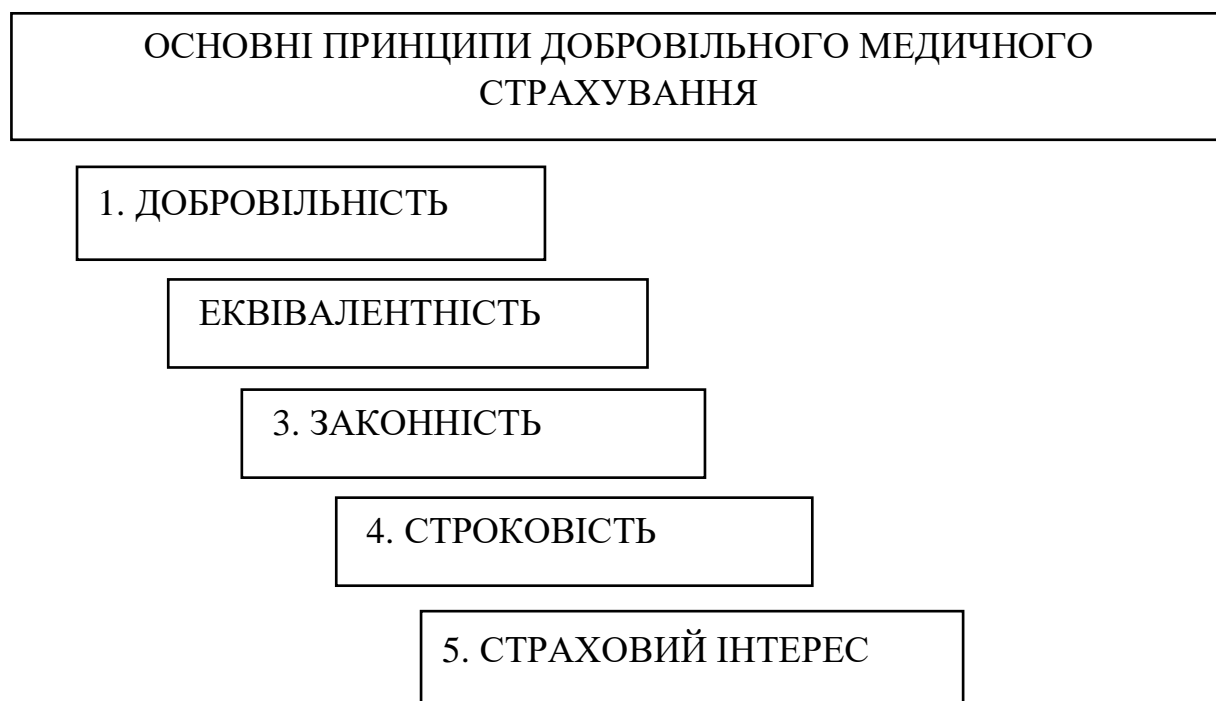 ОСНОВНІ ПРИНЦИПИ ДОБРОВІЛЬНОГО МЕДИЧНОГО
СТРАХУВАННЯ
1. ДОБРОВІЛЬНІСТЬ
ЕКВІВАЛЕНТНІСТЬ
3. ЗАКОННІСТЬ
4. СТРОКОВІСТЬ
5. СТРАХОВИЙ ІНТЕРЕС